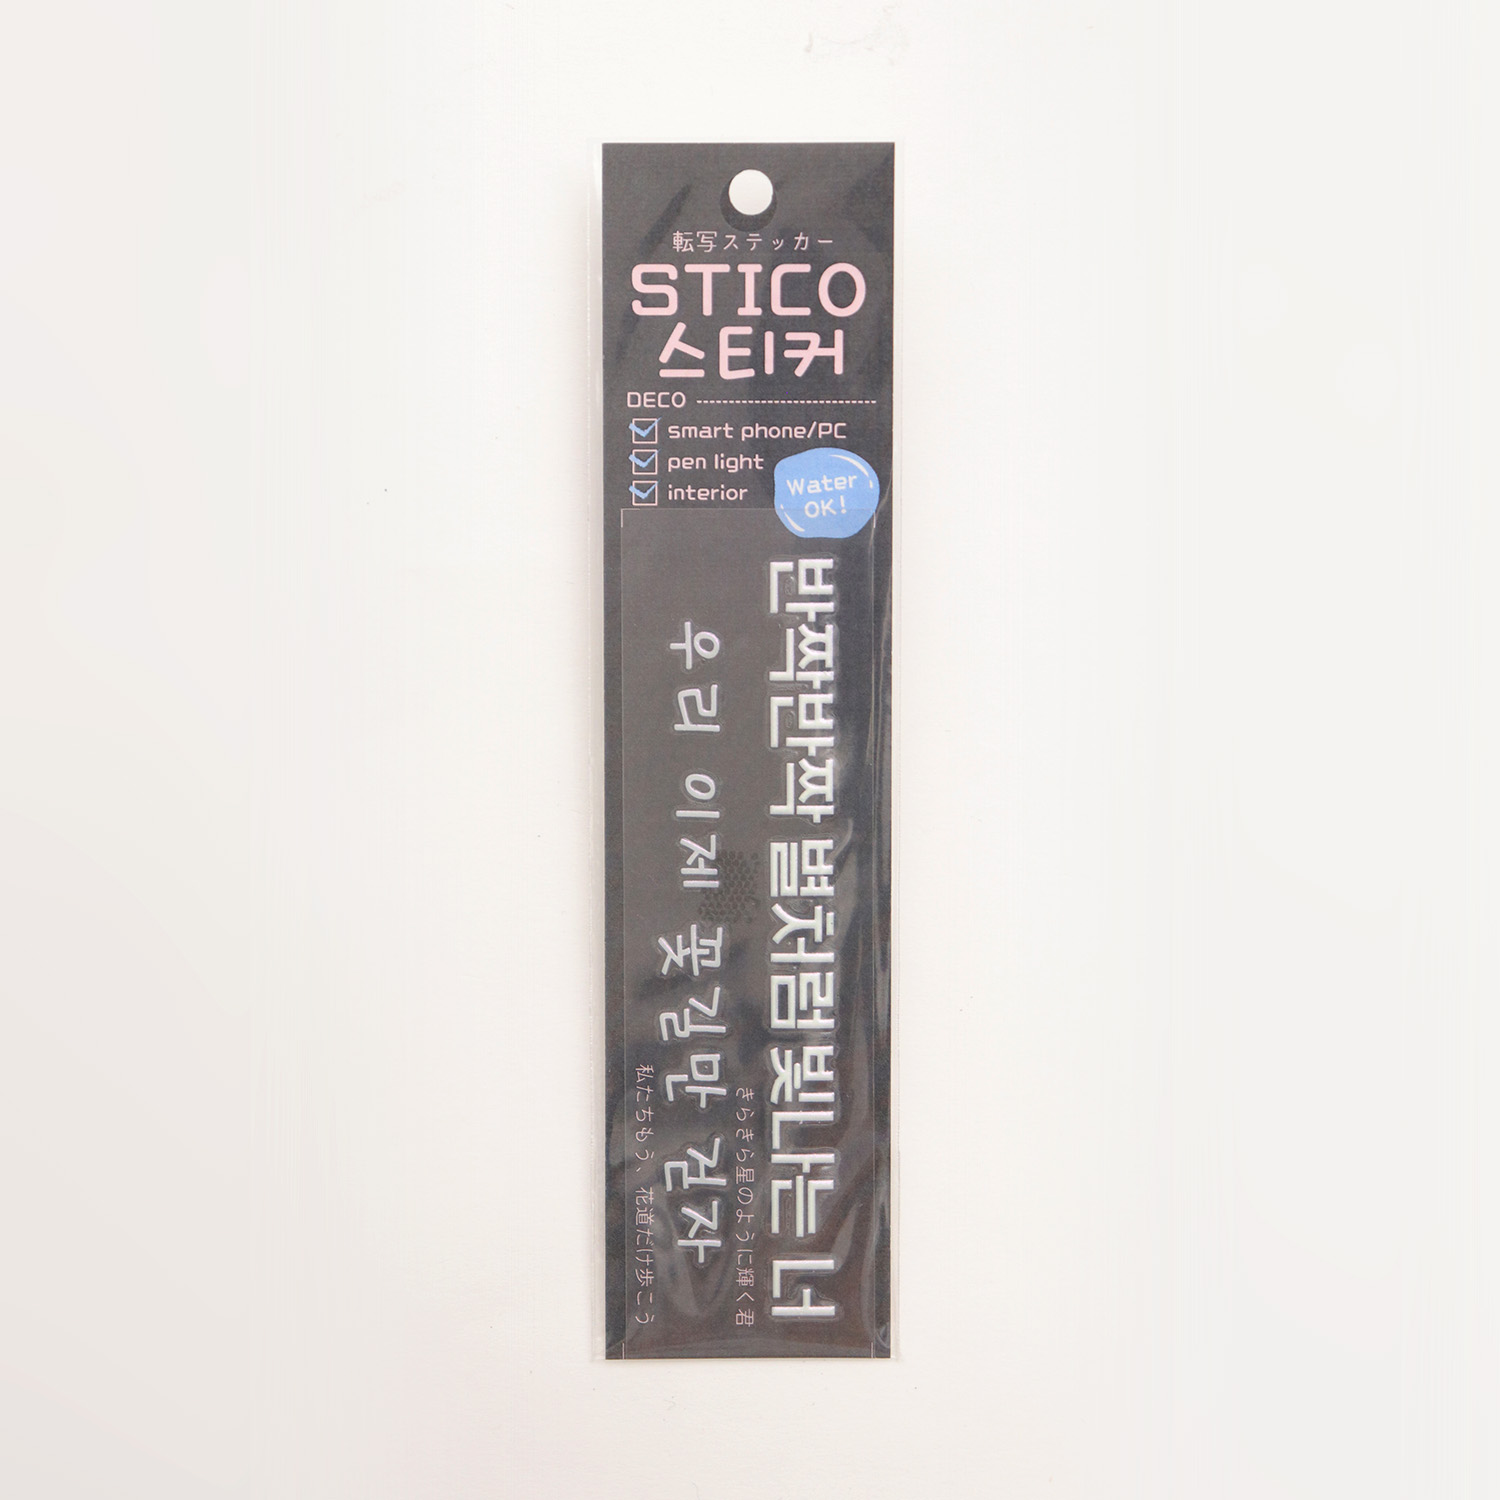 転写ステッカー
STICO
스티커
DECO
smart phone/PC
pen light
interior
Water
OK!
반짝반짝 별처럼 빛나는 너
きらきら星のように輝く君
우리 이제 꽃길만 걷자
私たちもう、花道だけ歩こう